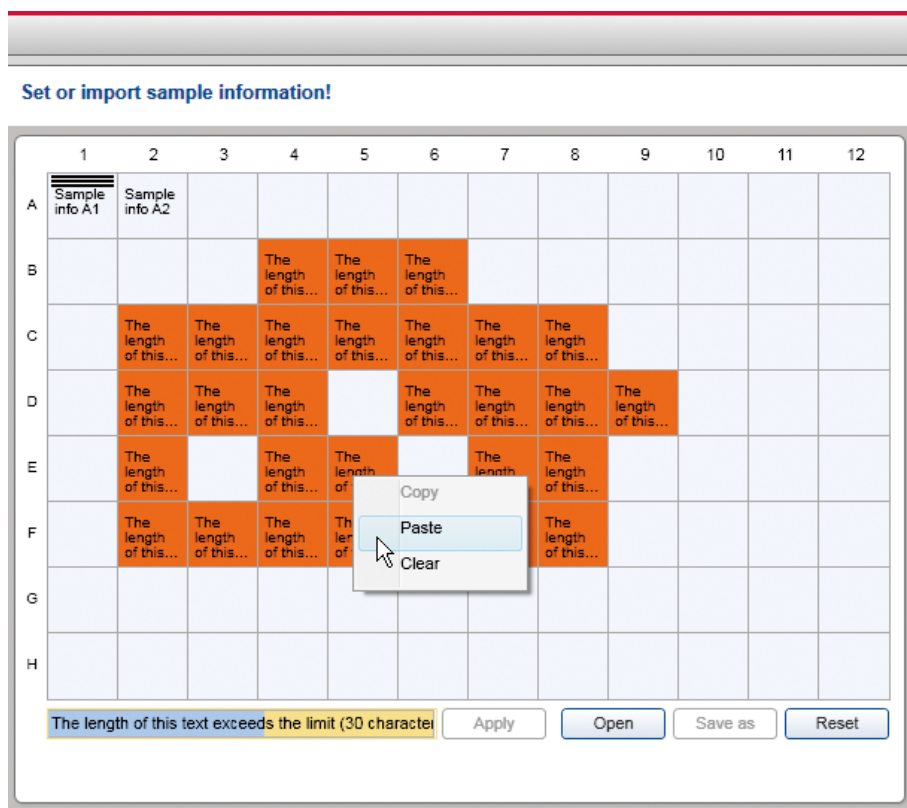 Set or import sample information!
1 2 3 4 5 6 7 8 9 10 11 12
A
Sample
info A1
Sample
info A2
B
The
length
of this...
The
length
of this...
The
length
of this...
C
The
length
of this...
The
length
of this...
The
length
of this...
The
length
of this...
The
length
of this...
The
length
of this...
The
length
of this...
D
The
length
of this...
The
length
of this...
The
length
of this...
The
length
of this...
The
length
of this...
The
length
of this...
The
length
of this...
E
The
length
of this...
The
length
of this...
The
length
of
The
length
The
length
of this...
F
The
length
of this...
The
length
of this...
The
length
of this...
of
The
length
of this...
Copy
Paste
Clear
G
H
The length of this text exceeds the limit (30 character
Apply
Open
Save as
Reset